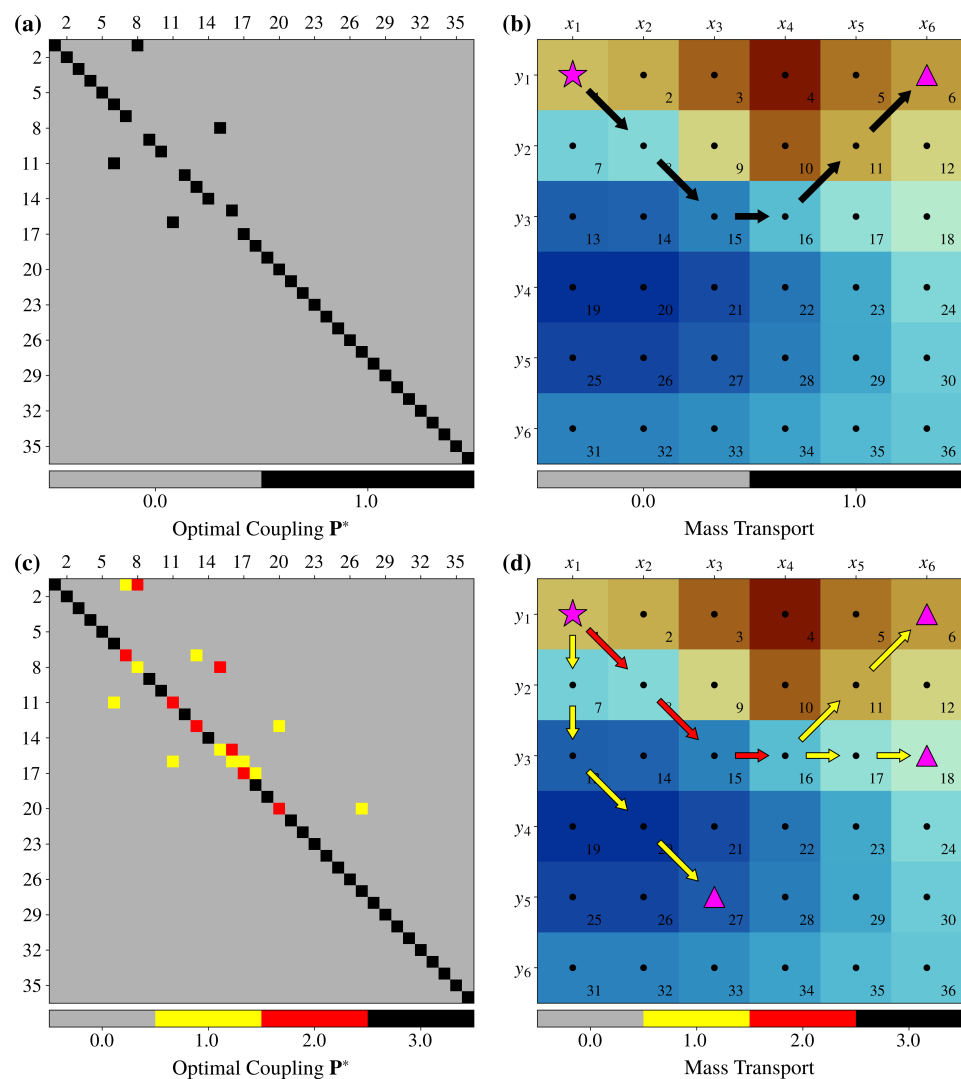 (a) 2 5 8 11 14 17 20 23 26 29 32 35
2
5
8
11
14
17
20
23
26
29
32
35
0.0 1.0
Optimal Coupling P*
(b) x1 x2 x3 x4 x5 x6
y1
2 3 4 5 6
y2
7 9 10 11 12
y3
13 14 15 16 17 18
y4
19 20 21 22 23 24
y5
25 26 27 28 29 30
y6
31 32 33 34 35 36
0.0 1.0
Mass Transport
(c) 2 5 8 11 14 17 20 23 26 29 32 35
2
5
8
11
14
17
20
23
26
29
32
35
0.0 1.0 2.0 3.0
Optimal Coupling P*
(d) x1 x2 x3 x4 x5 x6
y1
2 3 4 5 6
y2
7 9 10 11 12
y3
14 15 16 17 18
y4
19 21 22 23 24
y5
25 26 27 28 29 30
y6
31 32 33 34 35 36
0.0 1.0 2.0 3.0
Mass Transport